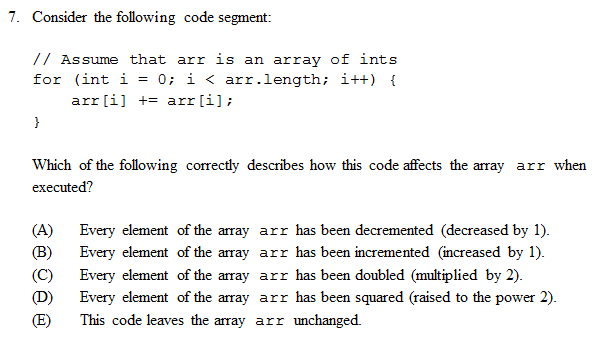 7. Consider the following code segment:
// Assume that arr is an array of ints
for (int i = 0; i < arr.length; i++) {
    arr[i] += arr[i];
}
Which of the following correctly describes how this code affects the array arr when
executed?
(A) Every element of the array arr has been decremented (decreased by 1).
(B) Every element of the array arr has been incremented (increased by 1).
(C) Every element of the array arr has been doubled (multiplied by 2).
(D) Every element of the array arr has been squared (raised to the power 2).
(E) This code leaves the array arr unchanged.